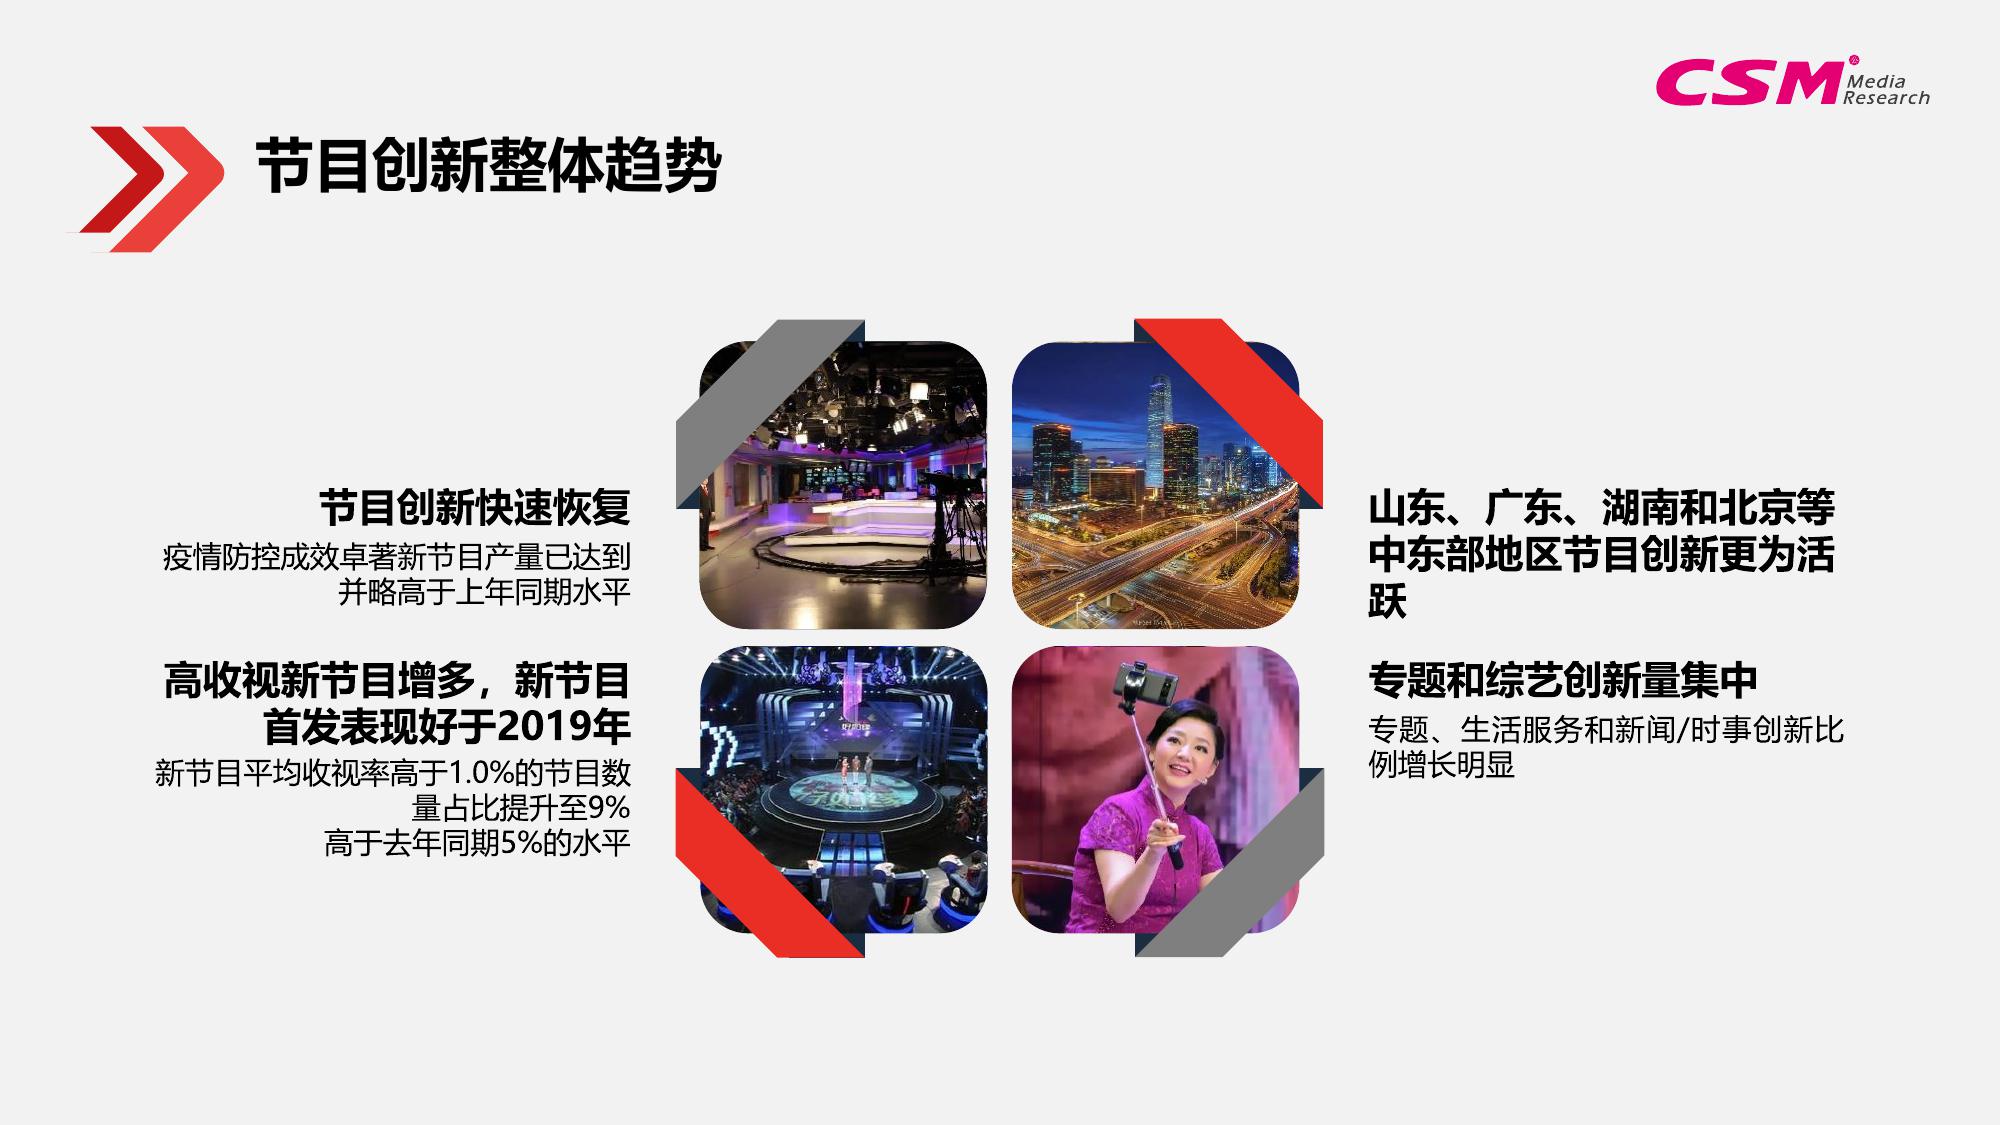 CSM Media
Research
节目创新整体趋势
节目创新快速恢复
疫情防控成效卓著新节目产量已达到
并略高于上年同期水平
高收视新节目增多，新节目
首发表现好于2019年
新节目平均收视率高于1.0%的节目数
量占比提升至9%
高于去年同期5%的水平
山东、广东、湖南和北京等
中东部地区节目创新更为活
跃
专题和综艺创新量集中
专题、生活服务和新闻/时事创新比
例增长明显